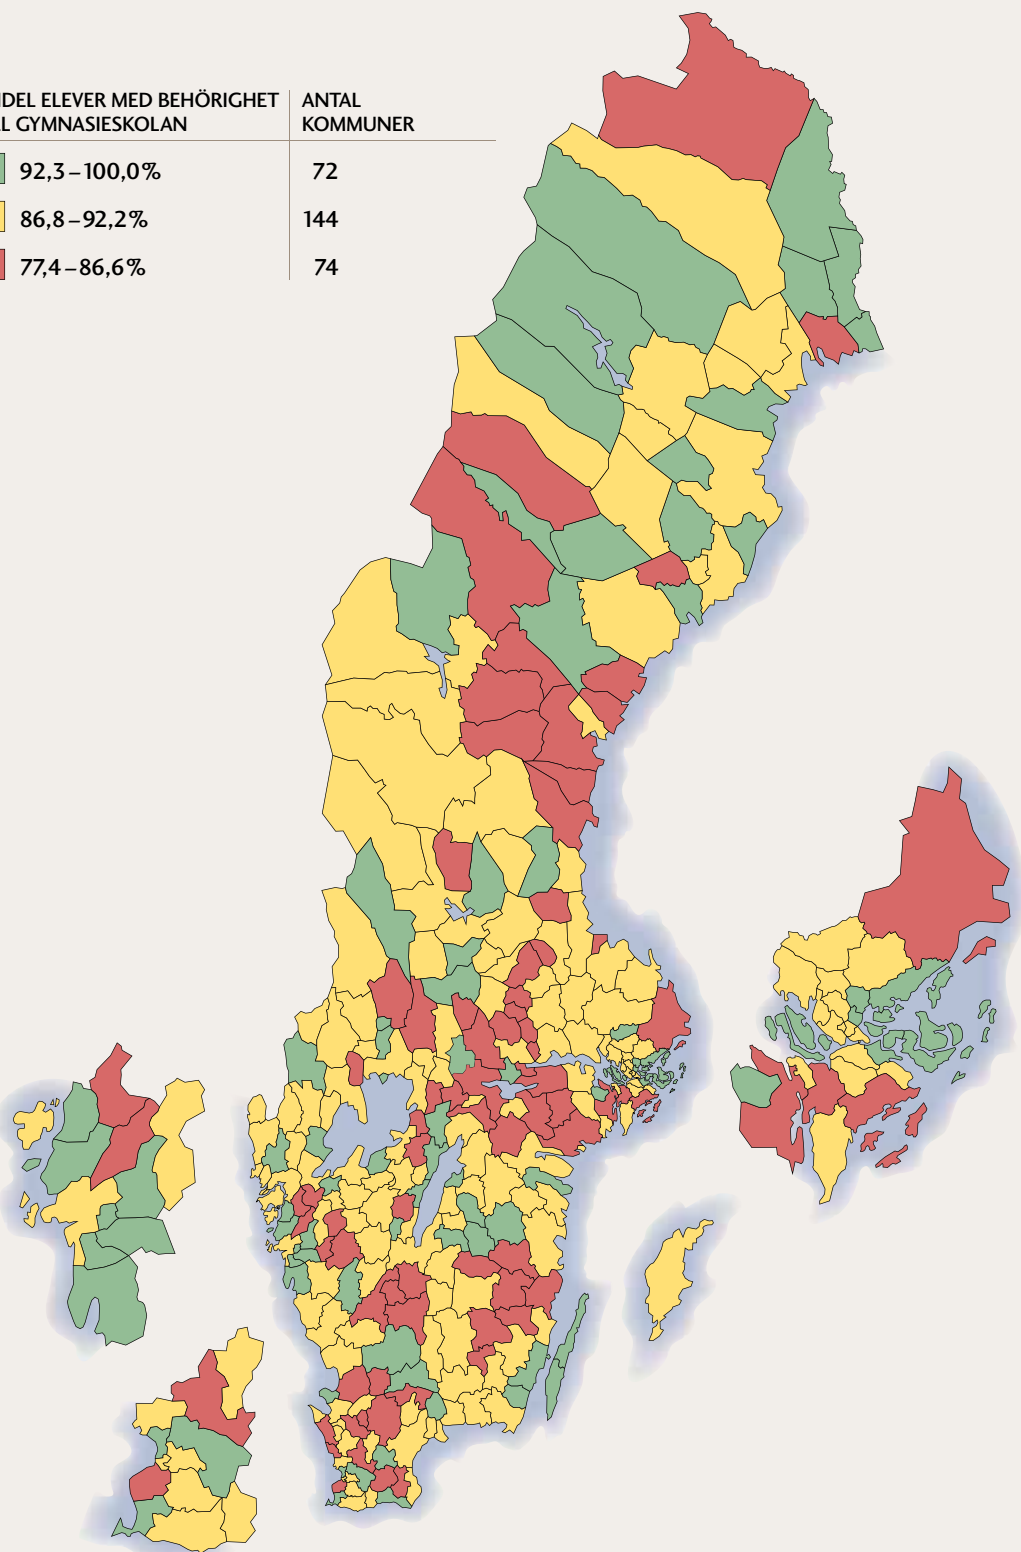 DEL ELEVER MED BEHÖRIGHET
L GYMNASIESKOLAN
ANTAL
KOMMUNER
92,3–100,0% 72
86,8–92,2% 144
77,4–86,6% 74